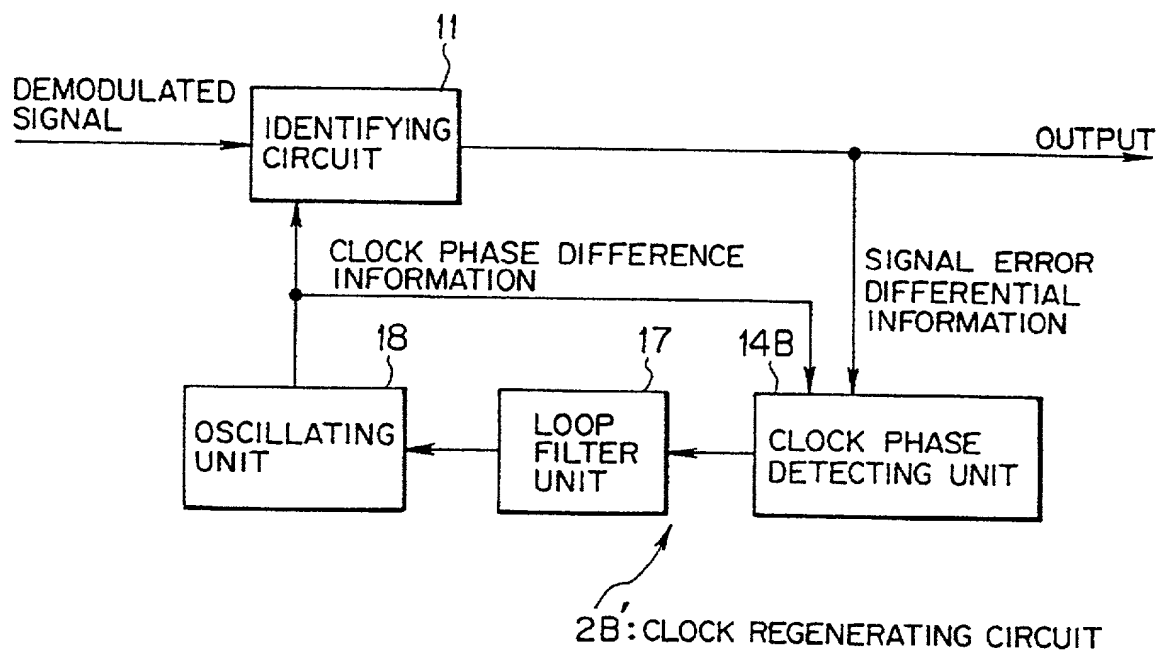 11
DEMODULATED
SIGNAL
IDENTIFYING
CIRCUIT
OUTPUT
CLOCK PHASE DIFFERENCE
INFORMATION
SIGNAL ERROR
DIFFERENTIAL
INFORMATION
18
17
14B
OSCILLATING
UNIT
LOOP
FILTER
UNIT
CLOCK PHASE
DETECTING UNIT
2B': CLOCK REGENERATING CIRCUIT